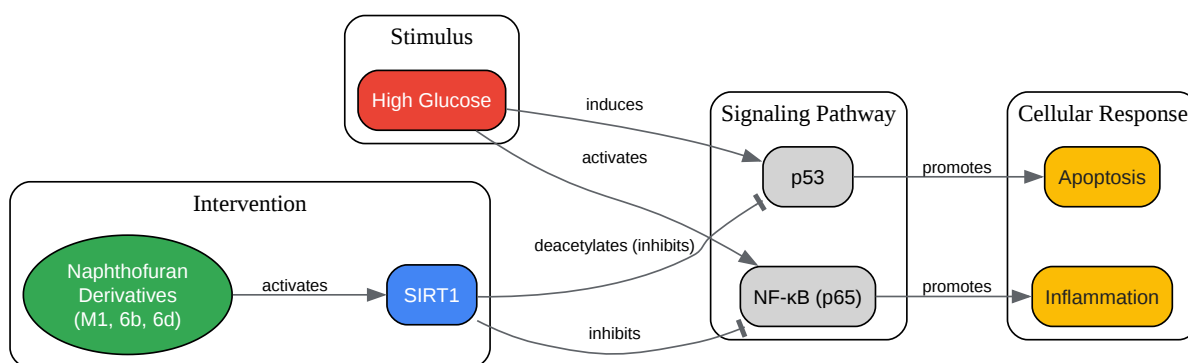 Stimulus
High Glucose
induces
activates
Signaling Pathway
Cellular Response
p53
promotes
Apoptosis
Intervention
Naphthofuran
Derivatives
(M1, 6b, 6d)
activates
SIRT1
deacetylates (inhibits)
inhibits
NF-κB (p65)
promotes
Inflammation